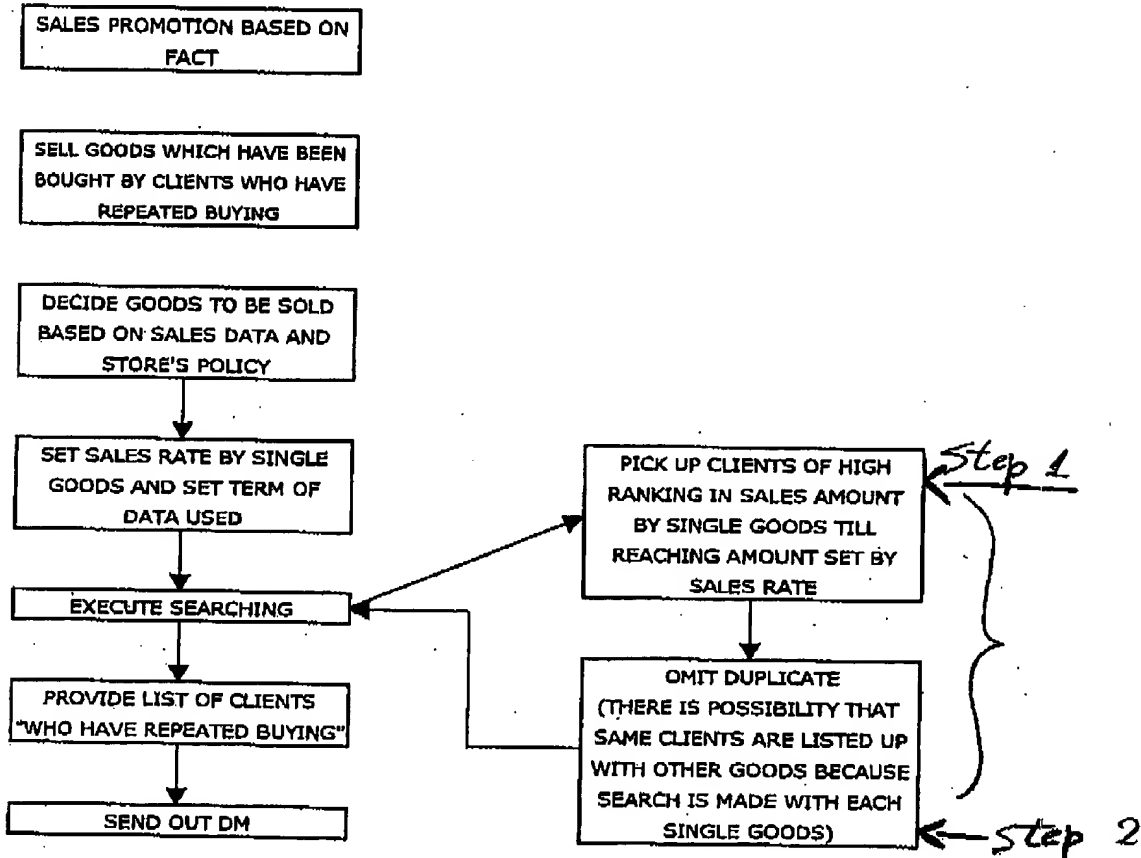 SALES PROMOTION BASED ON
FACT
SELL GOODS WHICH HAVE BEEN
BOUGHT BY CLIENTS WHO HAVE
REPEATED BUYING
DECIDE GOODS TO BE SOLD
BASED ON SALES DATA AND
STORE'S POLICY
SET SALES RATE BY SINGLE
GOODS AND SET TERM OF
DATA USED
EXECUTE SEARCHING
PROVIDE LIST OF CLIENTS
"WHO HAVE REPEATED BUYING"
SEND OUT DM
PICK UP CLIENTS OF HIGH
RANKING IN SALES AMOUNT
BY SINGLE GOODS TILL
REACHING AMOUNT SET BY
SALES RATE
Step 1
OMIT DUPLICATE
(THERE IS POSSIBILITY THAT
SAME CLIENTS ARE LISTED UP
WITH OTHER GOODS BECAUSE
SEARCH IS MADE WITH EACH
SINGLE GOODS)
Step 2